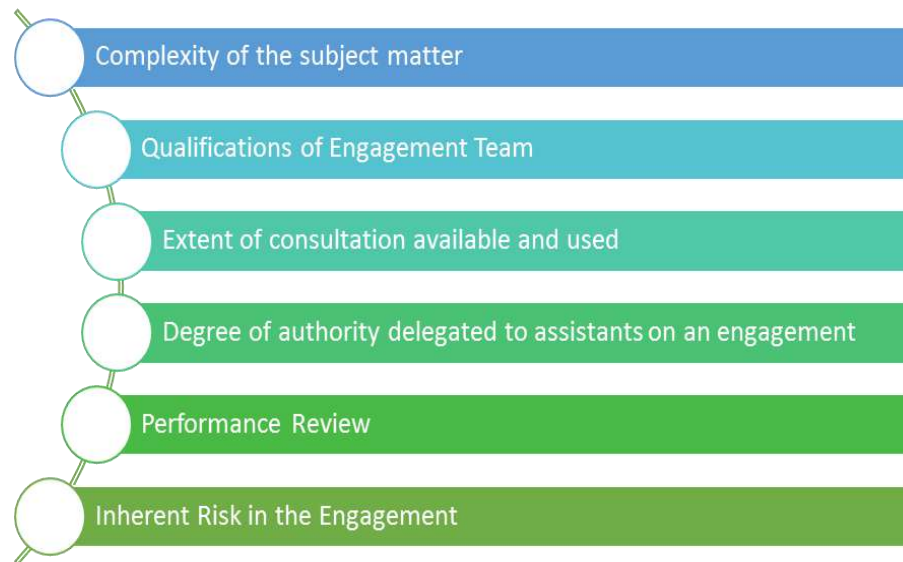 Complexity of the subject matter
Qualifications of Engagement Team
Extent of consultation available and used
Degree of authority delegated to assistants on an engagement
Performance Review
Inherent Risk in the Engagement